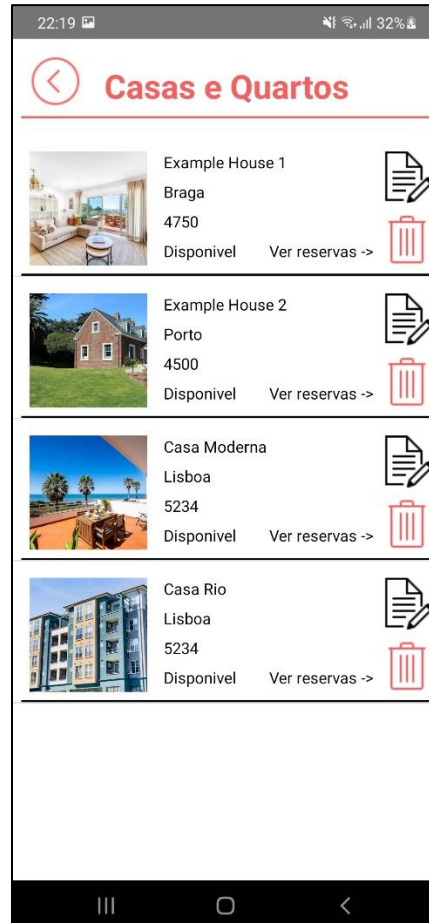 22:19 32%
Casas e Quartos
Example House 1
Braga
4750
Disponivel Ver reservas ->
Example House 2
Porto
4500
Disponivel Ver reservas ->
Casa Moderna
Lisboa
5234
Disponivel Ver reservas ->
Casa Rio
Lisboa
5234
Disponivel Ver reservas ->